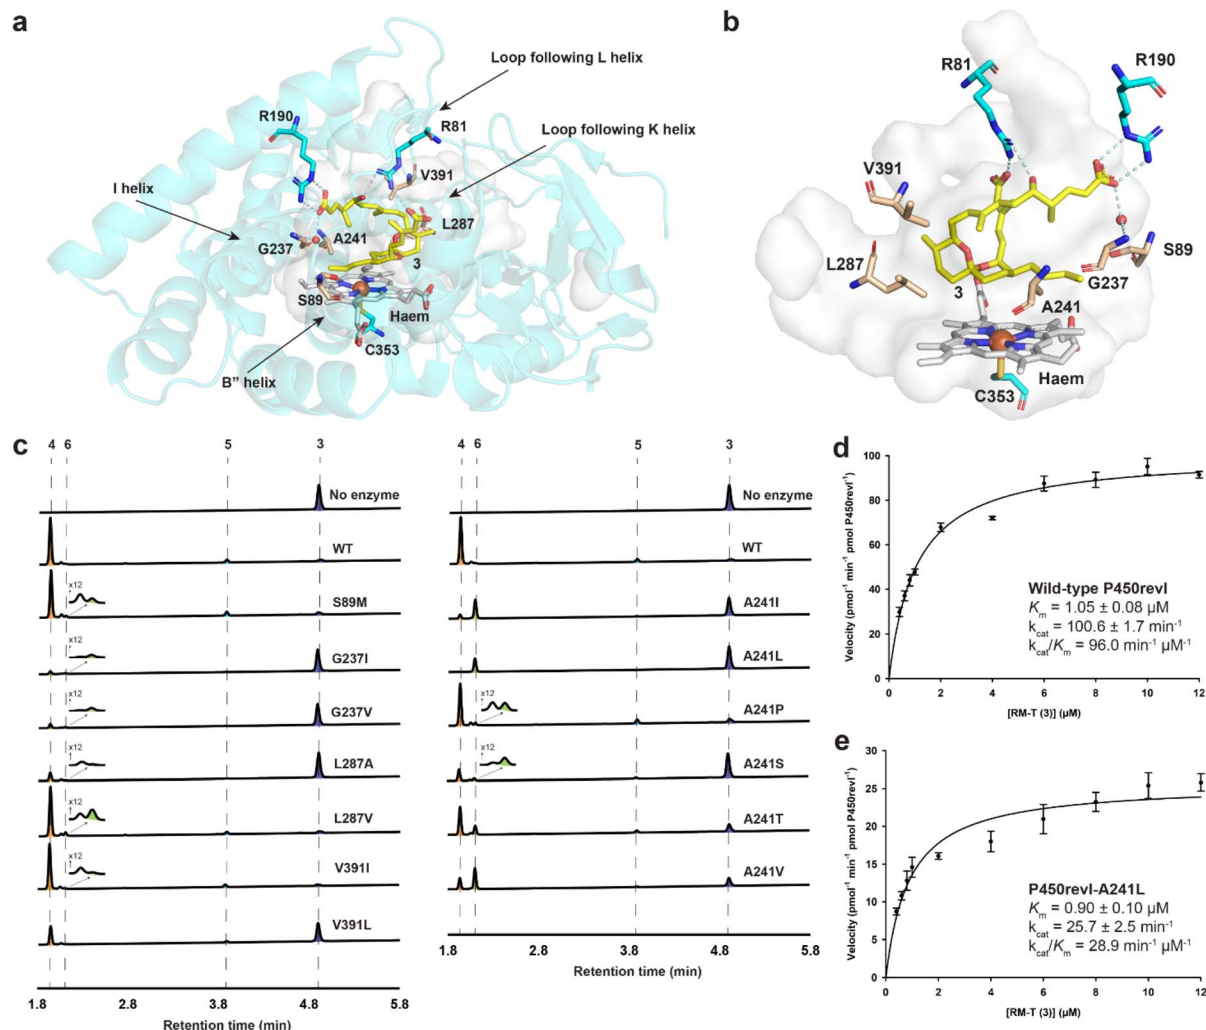 a
Loop following L helix
R190
R81
Loop following K helix
V391
I helix
L287
A241
G237
3
S89
Haem
B” helix
C353
b
R81
R190
V391
S89
L287
G237
3
A241
Haem
C353
c
4 6 5 3
No enzyme
WT
x12
S89M
x12
G237I
x12
G237V
x12
L287A
x12
L287V
x12
V391I
V391L
1.8 2.8 3.8 4.8 5.8
Retention time (min)
4 6 5 3
No enzyme
WT
A241I
A241L
x12
A241P
x12
A241S
A241T
A241V
1.8 2.8 3.8 4.8 5.8
Retention time (min)
d
Velocity (pmol⁻¹ min⁻¹ pmol P450revI⁻¹)
100
80
60
40
20
0
0 2 4 6 8 10 12
[RM-T (3)] (µM)
Wild-type P450revI
Km = 1.05 ± 0.08 µM
kcat = 100.6 ± 1.7 min⁻¹
kcat/Km = 96.0 min⁻¹ µM⁻¹
e
Velocity (pmol⁻¹ min⁻¹ pmol P450revI⁻¹)
30
25
20
15
10
5
0
0 2 4 6 8 10 12
[RM-T (3)] (µM)
P450revI-A241L
Km = 0.90 ± 0.10 µM
kcat = 25.7 ± 2.5 min⁻¹
kcat/Km = 28.9 min⁻¹ µM⁻¹